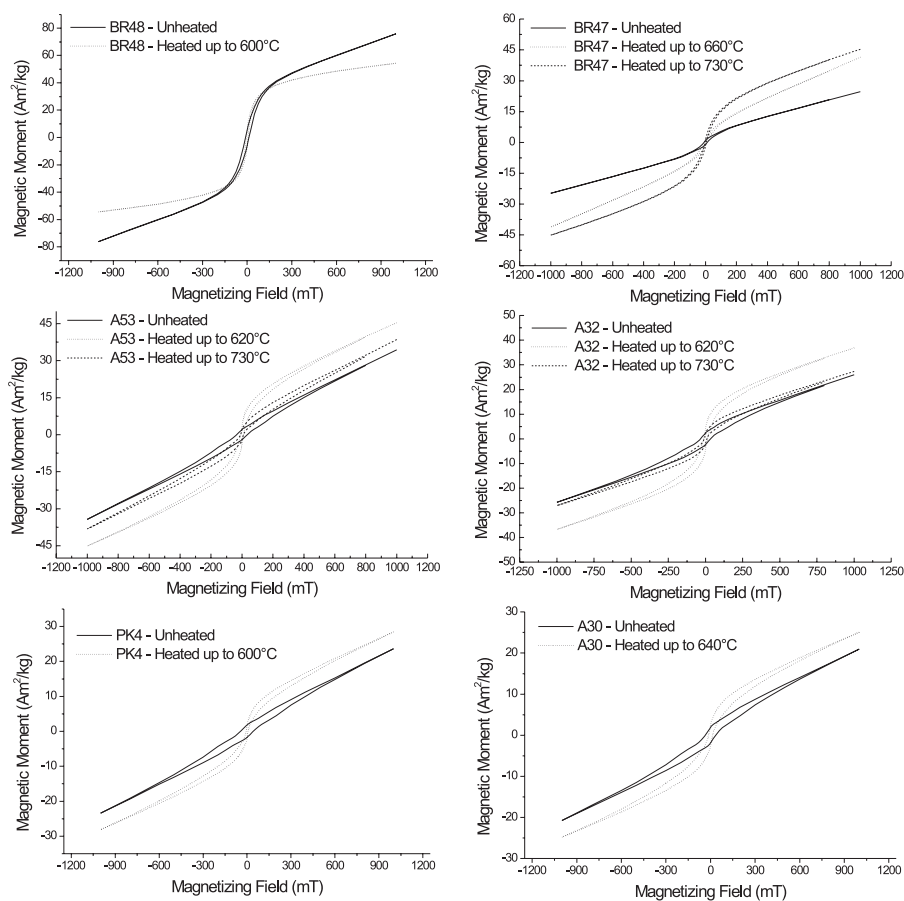 BR48 - Unheated
BR48 - Heated up to 600°C
Magnetic Moment (Am²/kg)
80
60
40
20
0
-20
-40
-60
-80
-1200 -900 -600 -300 0 300 600 900 1200
Magnetizing Field (mT)
BR47 - Unheated
BR47 - Heated up to 660°C
BR47 - Heated up to 730°C
Magnetic Moment (Am²/kg)
60
45
30
15
0
-15
-30
-45
-60
-1200 -1000 -800 -600 -400 -200 0 200 400 600 800 1000 1200
Magnetizing Field (mT)
A53 - Unheated
A53 - Heated up to 620°C
A53 - Heated up to 730°C
Magnetic Moment (Am²/kg)
45
30
15
0
-15
-30
-45
-1200 -1000 -800 -600 -400 -200 0 200 400 600 800 1000 1200
Magnetizing Field (mT)
A32 - Unheated
A32 - Heated up to 620°C
A32 - Heated up to 730°C
Magnetic Moment (Am²/kg)
50
40
30
20
10
0
-10
-20
-30
-40
-50
-1250 -1000 -750 -500 -250 0 250 500 750 1000 1250
Magnetizing Field (mT)
PK4 - Unheated
PK4 - Heated up to 600°C
Magnetic Moment (Am²/kg)
30
20
10
0
-10
-20
-30
-900 -600 -300 0 300 600 900
Magnetizing Field (mT)
A30 - Unheated
A30 - Heated up to 640°C
Magnetic Moment (Am²/kg)
30
20
10
0
-10
-20
-30
-1200 -900 -600 -300 0 300 600 900 1200
Magnetizing Field (mT)